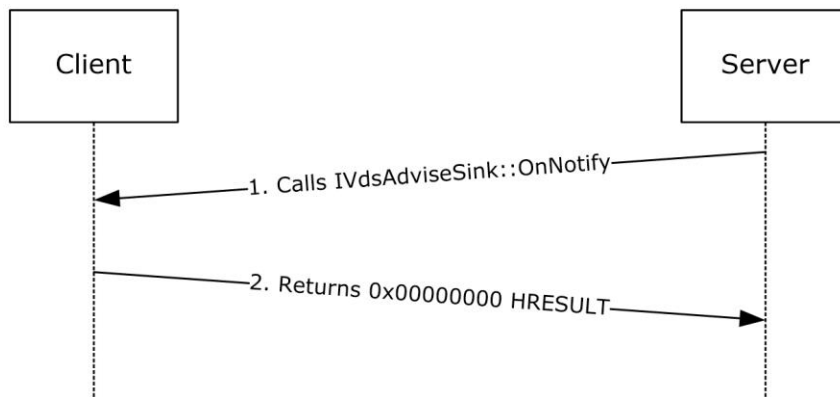 Client
Server
1. Calls IVdsAdviseSink::OnNotify
2. Returns 0x00000000 HRESULT